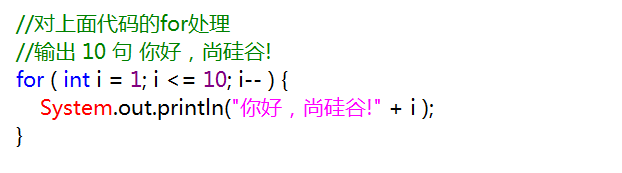 //对上面代码的for处理
//输出 10 句 你好，尚硅谷!
for ( int i = 1; i <= 10; i-- ) {
System.out.println("你好，尚硅谷!" + i );
}